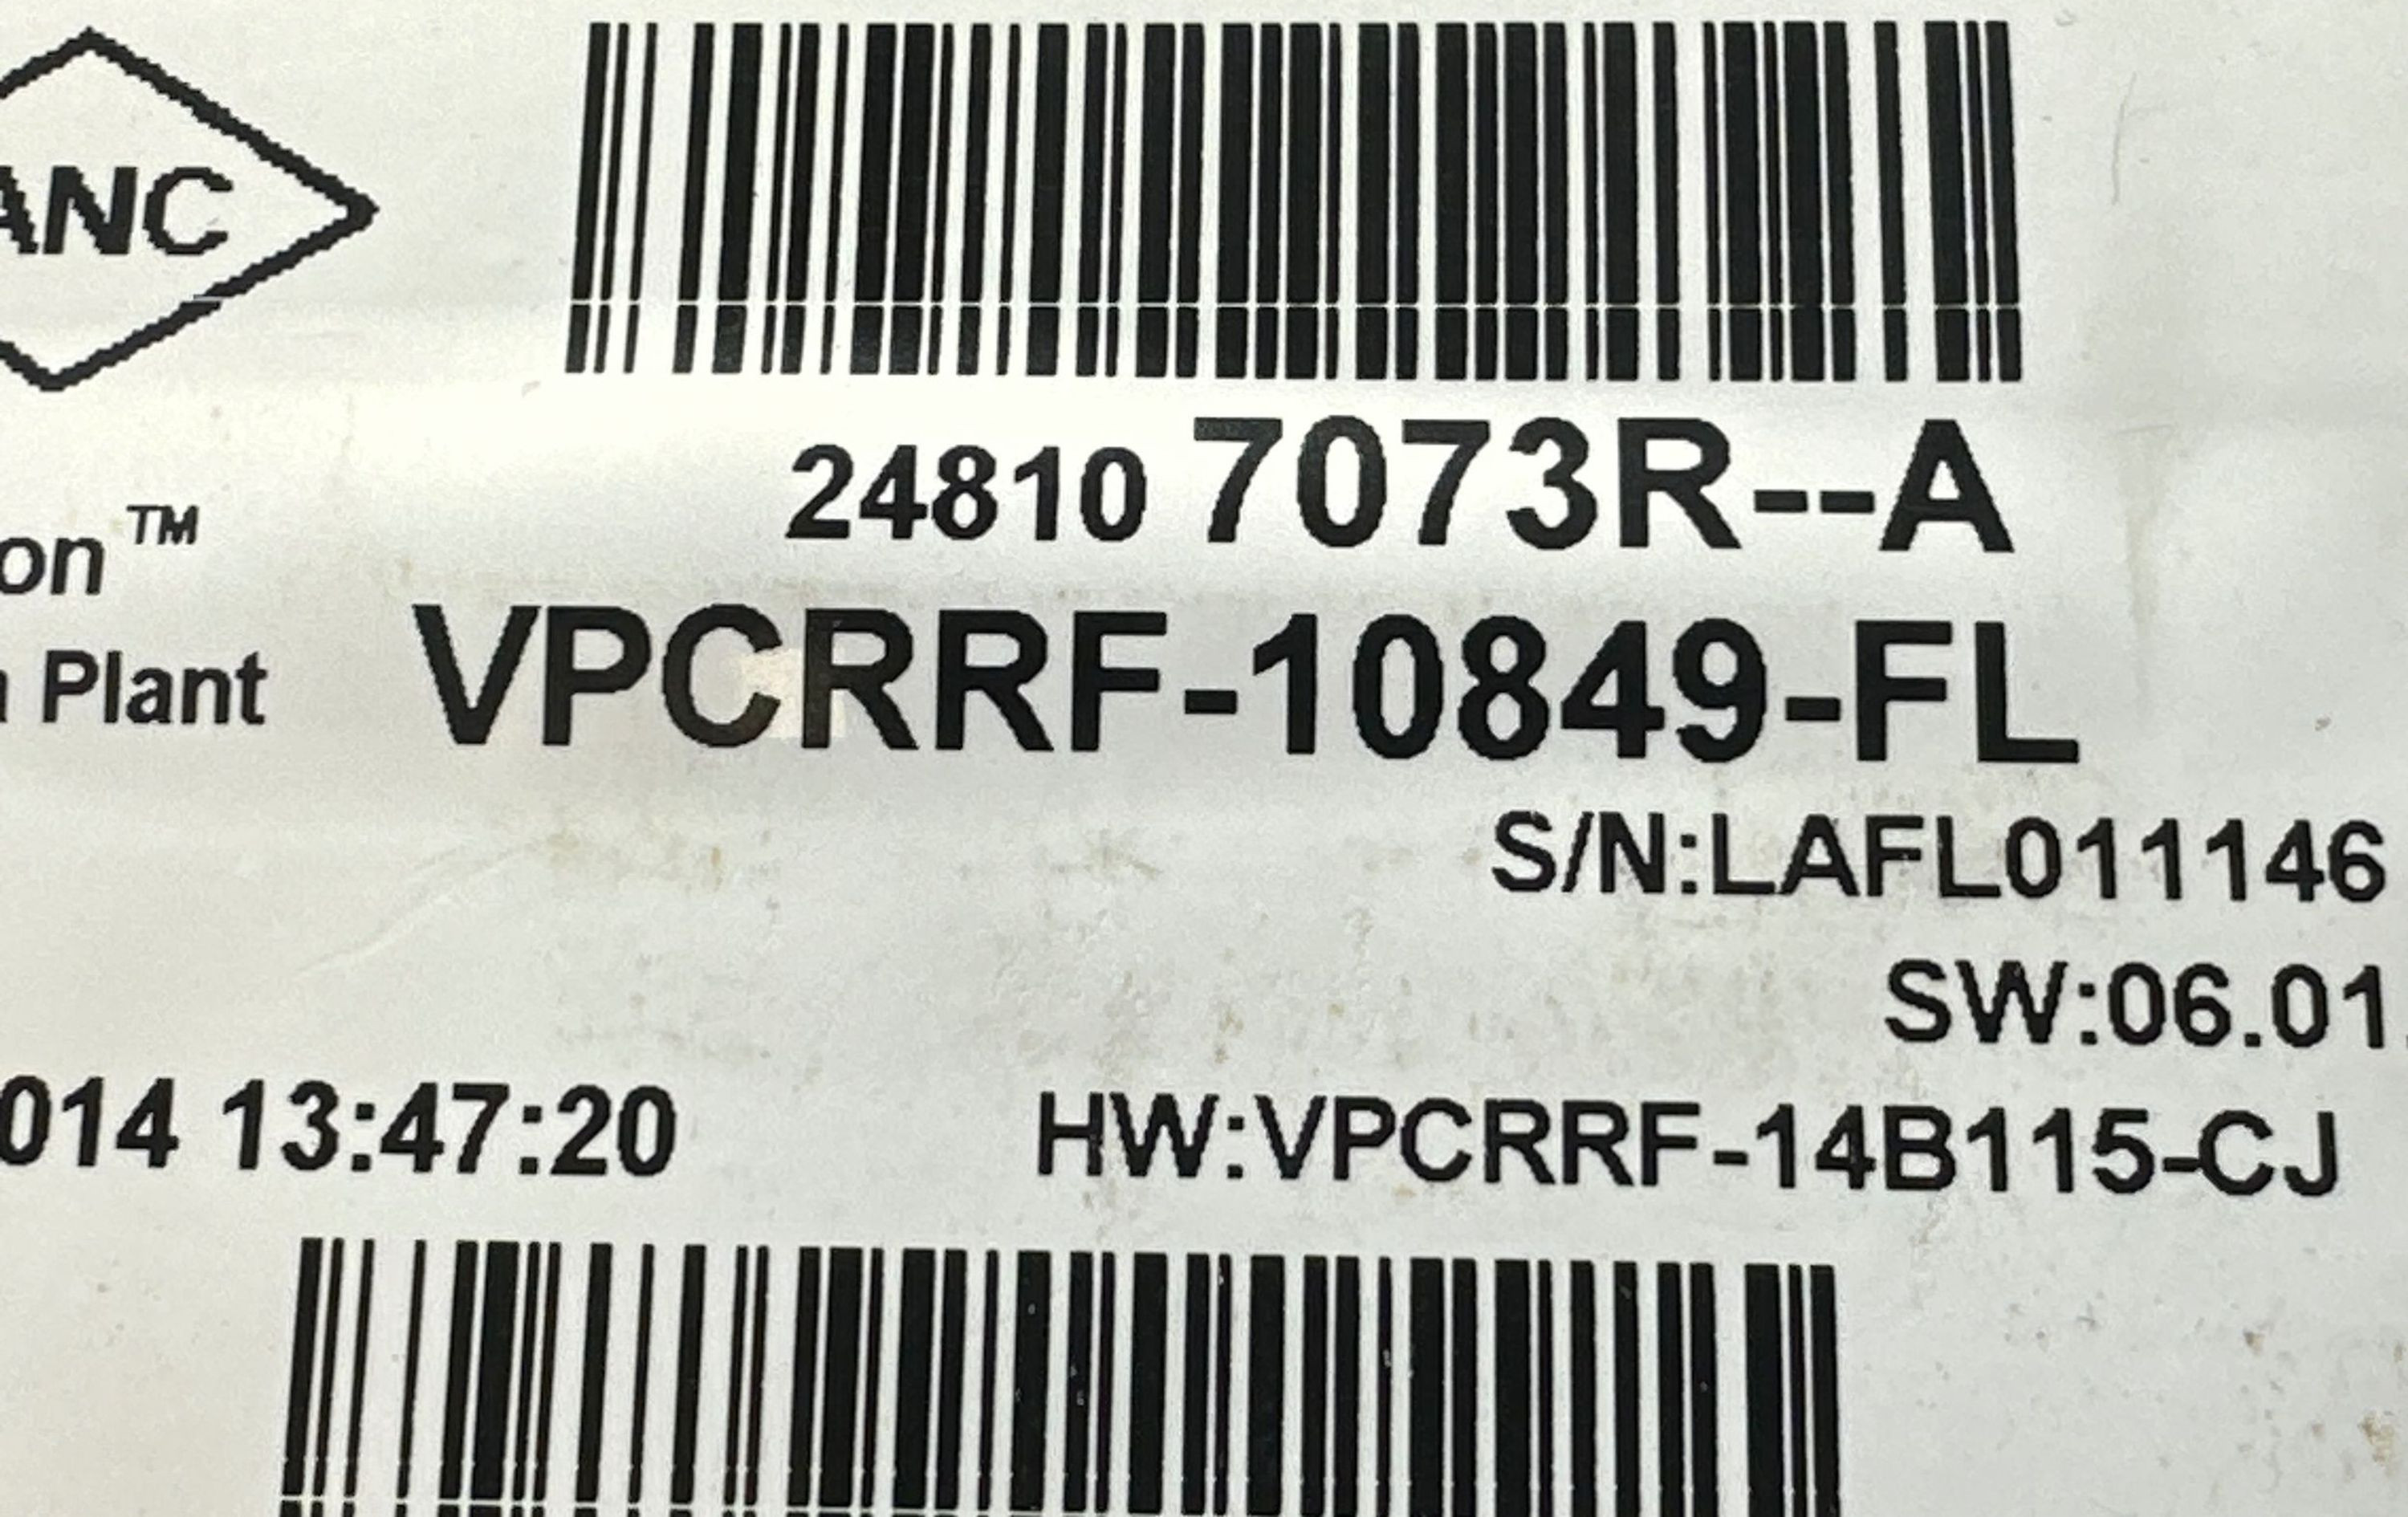 ANC
24810 7073R--A
on™
VPCRRF-10849-FL
Plant
S/N:LAFL011146
SW:06.01.
014 13:47:20
HW:VPCRRF-14B115-CJ